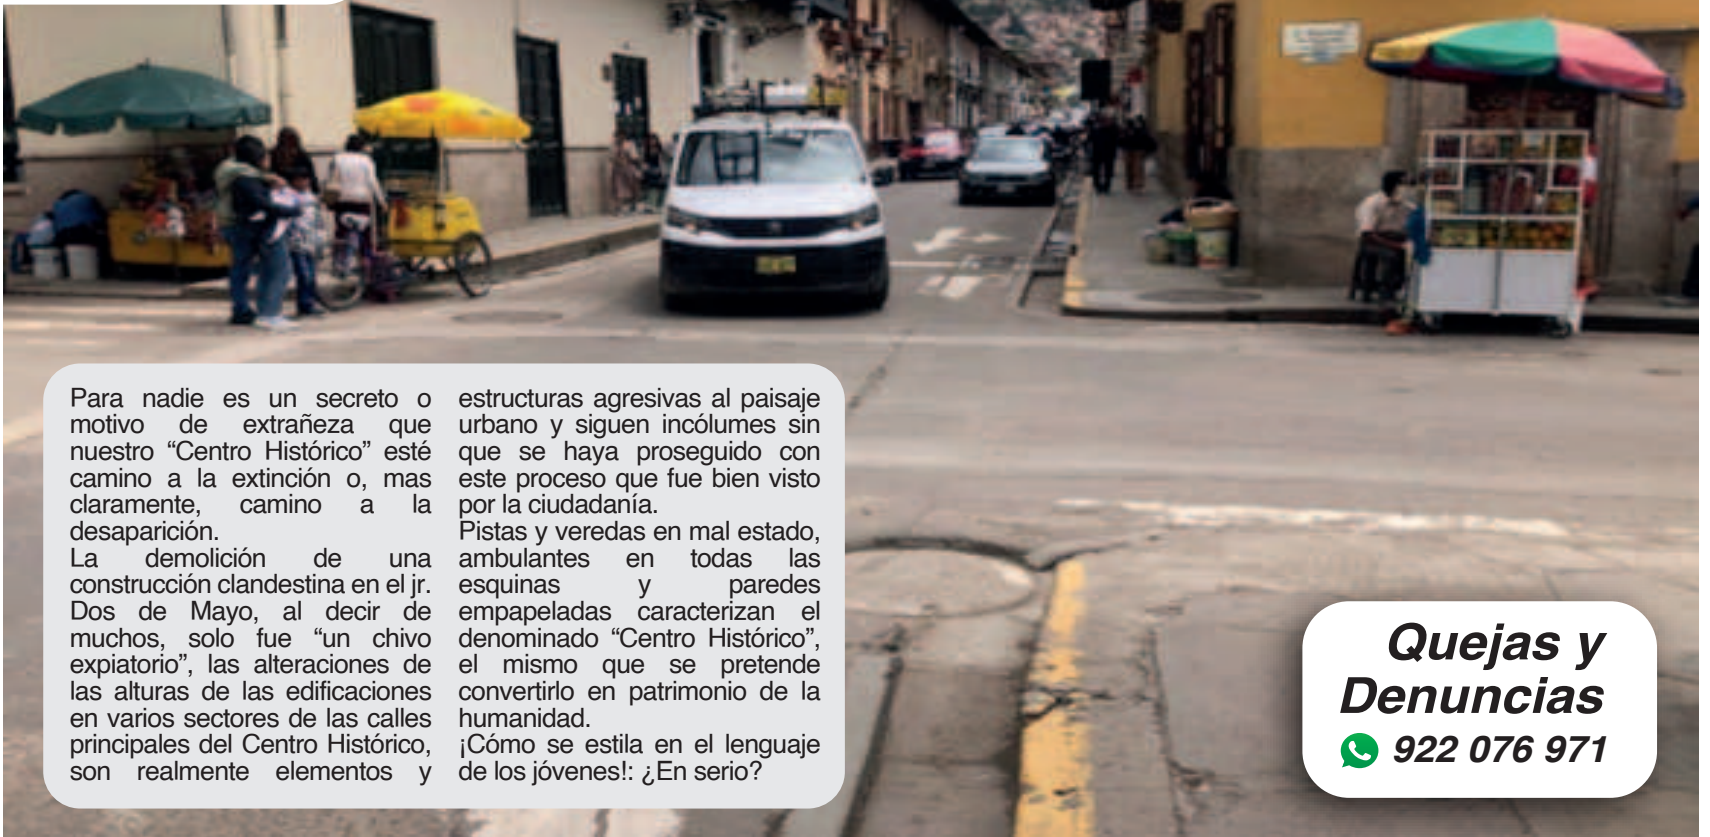 Para nadie es un secreto o
motivo de extrañeza que
nuestro “Centro Histórico” esté
camino a la extinción o, mas
claramente, camino a la
desaparición.
La demolición de una
construcción clandestina en el jr.
Dos de Mayo, al decir de
muchos, solo fue “un chivo
expiatorio”, las alteraciones de
las alturas de las edificaciones
en varios sectores de las calles
principales del Centro Histórico,
son realmente elementos y
estructuras agresivas al paisaje
urbano y siguen incólumes sin
que se haya proseguido con
este proceso que fue bien visto
por la ciudadanía.
Pistas y veredas en mal estado,
ambulantes en todas las
esquinas y paredes
empapeladas caracterizan el
denominado “Centro Histórico”,
el mismo que se pretende
convertirlo en patrimonio de la
humanidad.
¡Cómo se estila en el lenguaje
de los jóvenes!: ¿En serio?
Quejas y
Denuncias
922 076 971